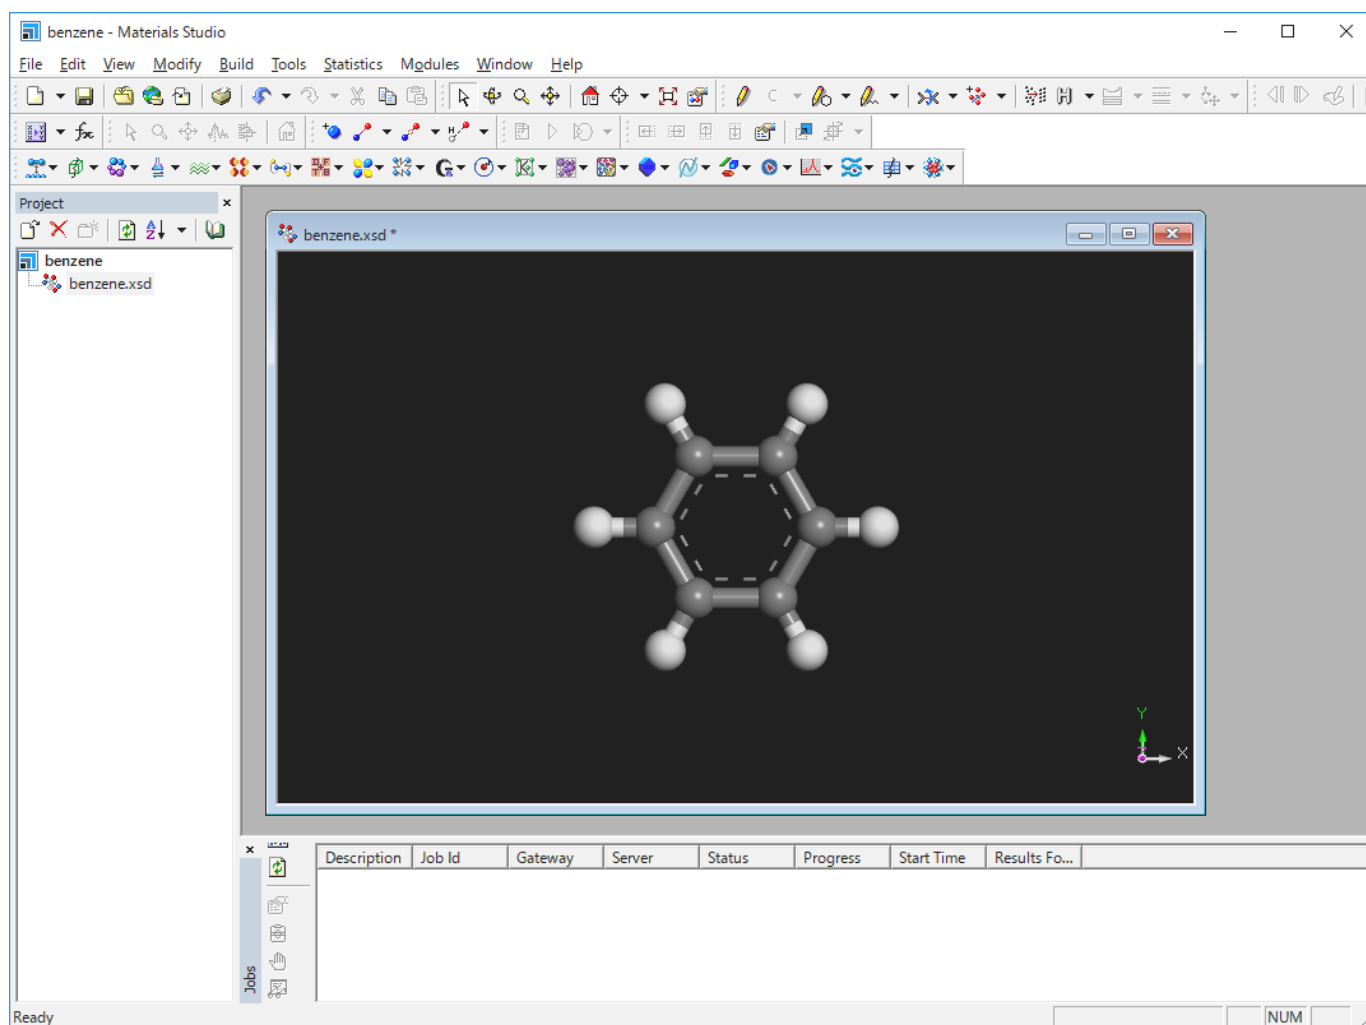 benzene - Materials Studio
File Edit View Modify Build Tools Statistics Modules Window Help
Project
benzene
benzene.xsd
benzene.xsd *
Y
X
Description Job Id Gateway Server Status Progress Start Time Results Fo...
Jobs
Ready NUM